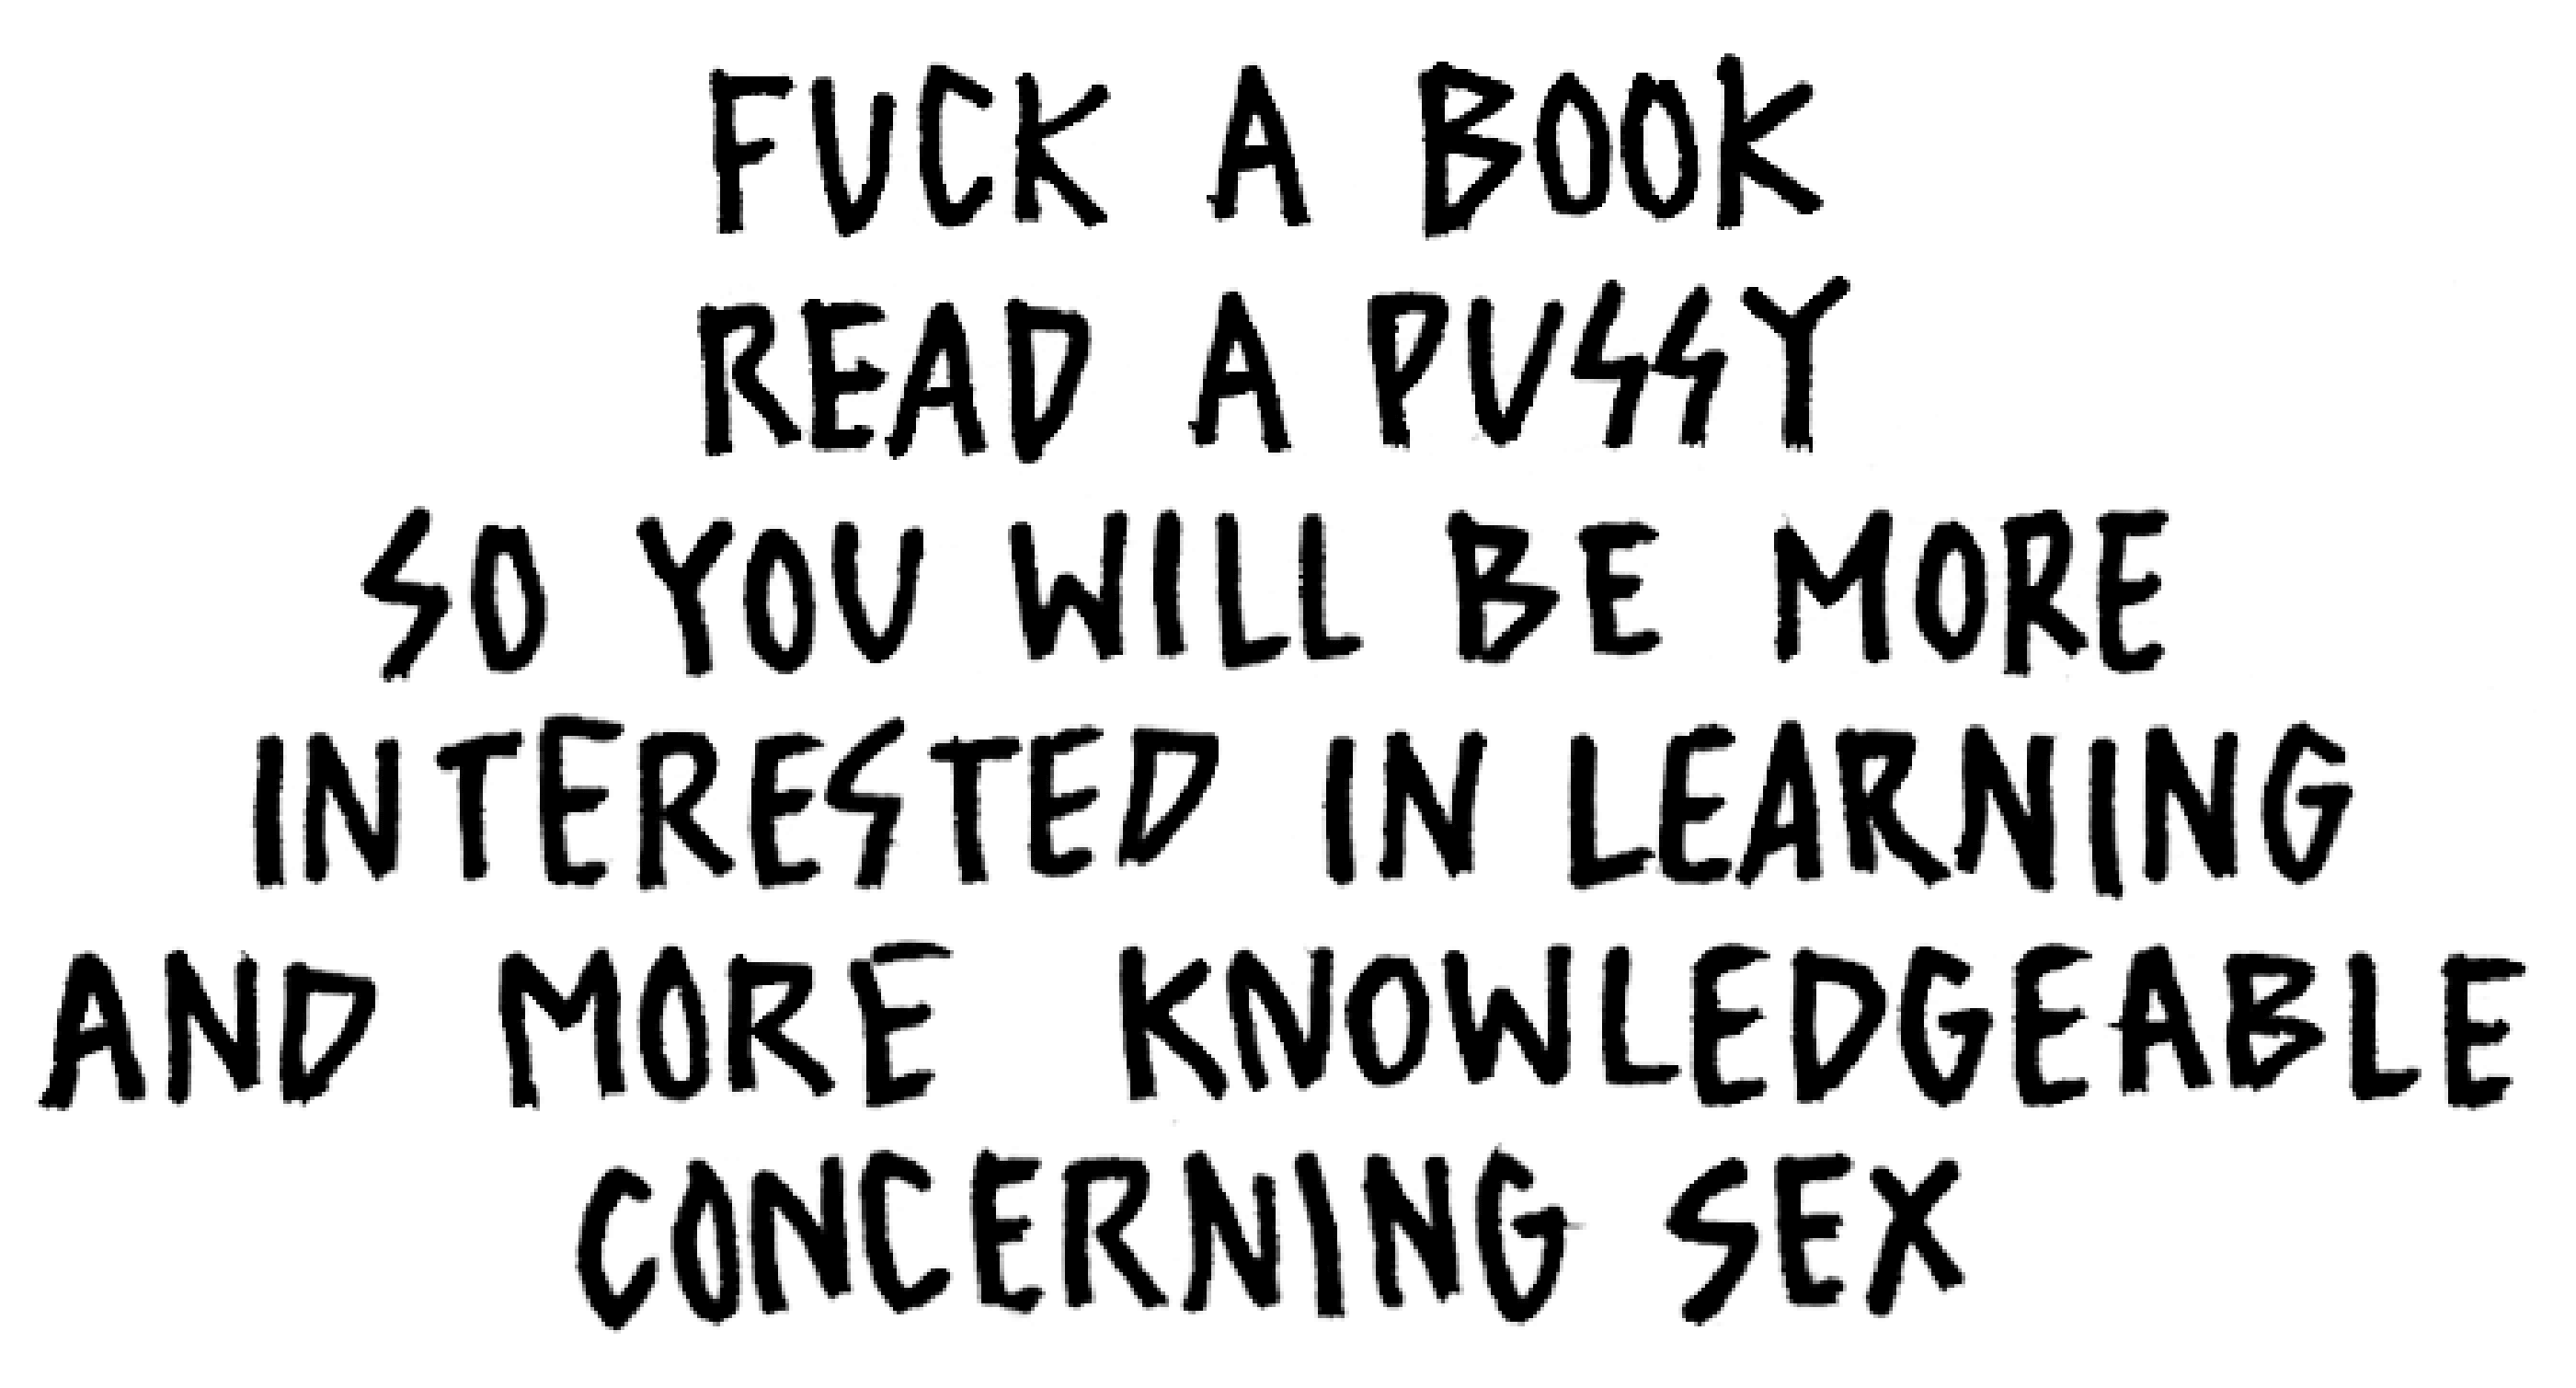 FUCK A BOOK
READ A PUSSY
SO YOU WILL BE MORE
INTERESTED IN LEARNING
AND MORE KNOWLEDGEABLE
CONCERNING SEX